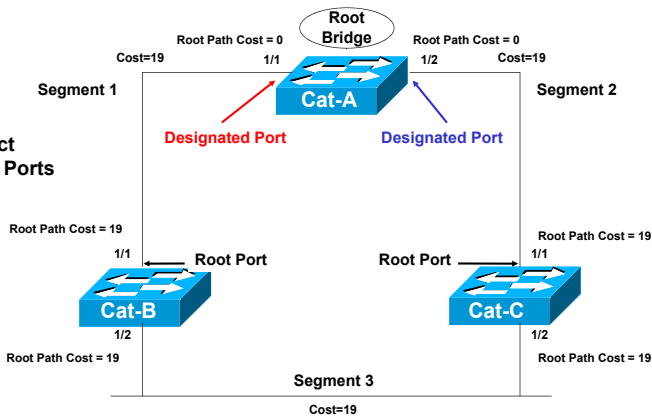 Root
Bridge
Root Path Cost = 0
Root Path Cost = 0
Cost=19
1/1
1/2
Cost=19
Segment 1
Cat-A
Segment 2
Designated Port
Designated Port
ct
Ports
Root Path Cost = 19
Root Path Cost = 19
1/1
Root Port
Root Port
1/1
Cat-B
Cat-C
1/2
1/2
Root Path Cost = 19
Root Path Cost = 19
Segment 3
Cost=19